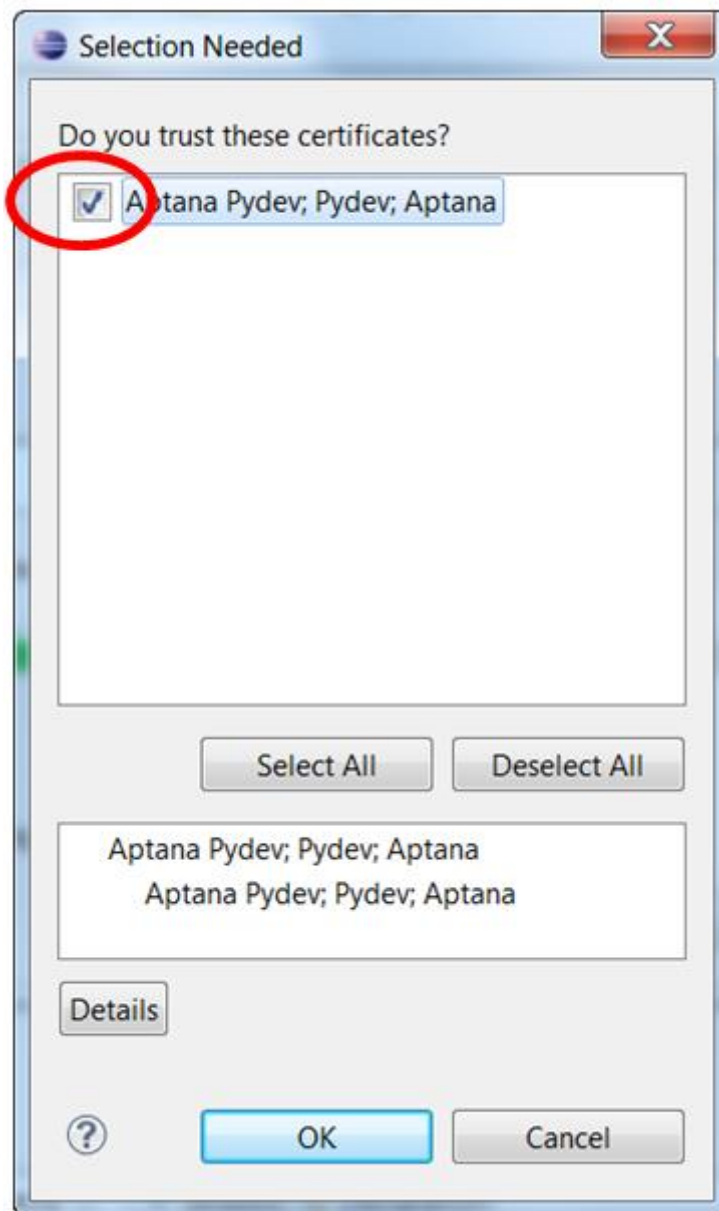 Selection Needed
Do you trust these certificates?
Aptana Pydev; Pydev; Aptana
Select All
Deselect All
Aptana Pydev; Pydev; Aptana
Aptana Pydev; Pydev; Aptana
Details
?
OK
Cancel